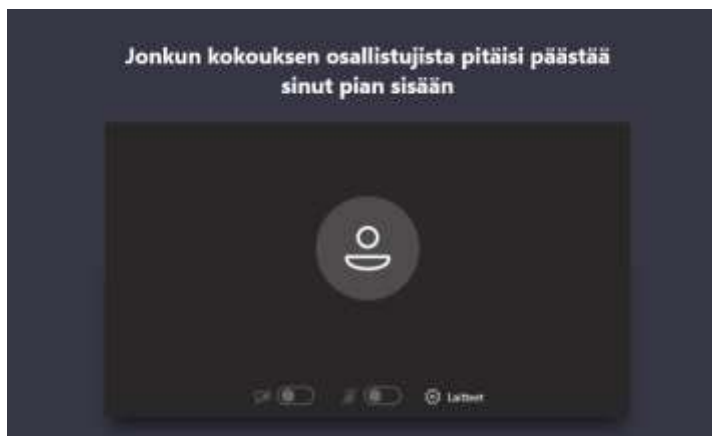 Jonkun kokouksen osallistujista pitäisi päästää
sinut pian sisään
Laitteet